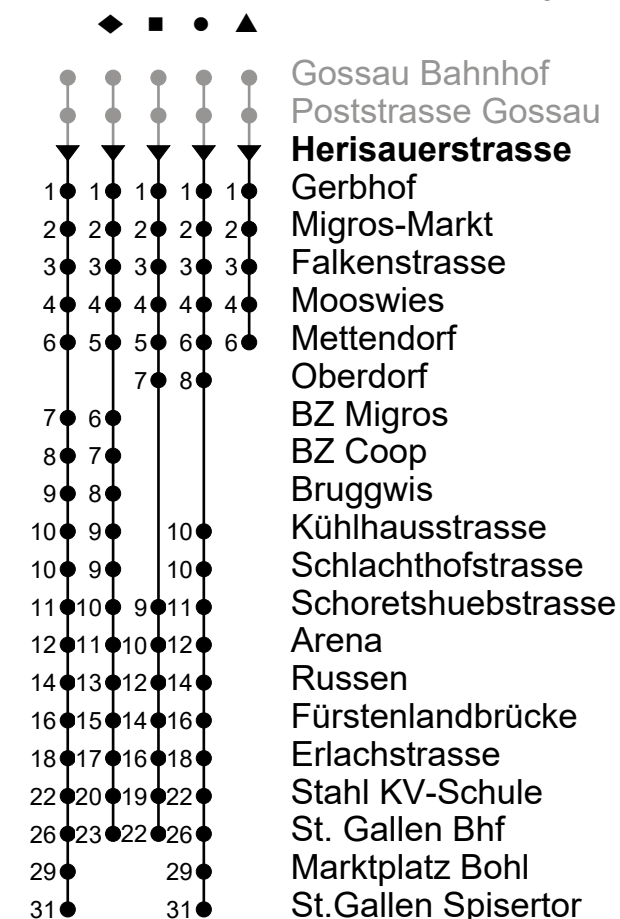 Gossau Bahnhof
Poststrasse Gossau
Herisauerstrasse
1 1 1 1 1 Gerbhof
2 2 2 2 2 Migros-Markt
3 3 3 3 3 Falkenstrasse
4 4 4 4 4 Mooswies
6 5 5 6 6 Mettendorf
7 8 Oberdorf
7 6 BZ Migros
8 7 BZ Coop
9 8 Bruggwis
10 9 10 Kühlhausstrasse
10 9 10 Schlachthofstrasse
11 10 9 11 Schoretshuebstrasse
12 11 10 12 Arena
14 13 12 14 Russen
16 15 14 16 Fürstenlandbrücke
18 17 16 18 Erlachstrasse
22 20 19 22 Stahl KV-Schule
26 23 22 26 St. Gallen Bhf
29 29 Marktplatz Bohl
31 31 St.Gallen Spisertor